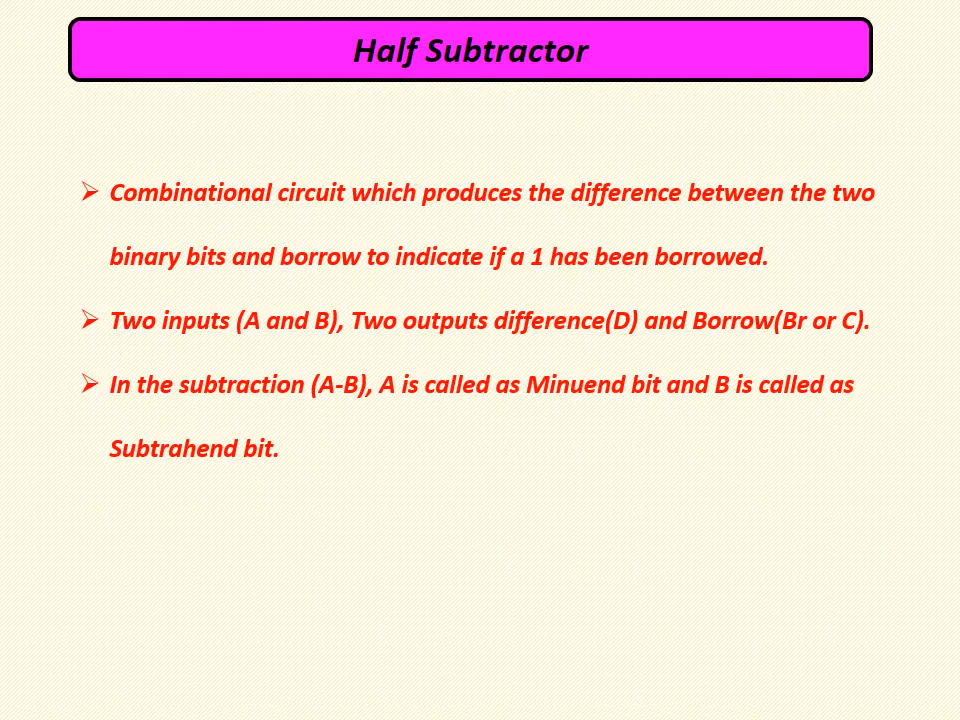 Half Subtractor
➢ Combinational circuit which produces the difference between the two
binary bits and borrow to indicate if a 1 has been borrowed.
➢ Two inputs (A and B), Two outputs difference(D) and Borrow(Br or C).
➢ In the subtraction (A-B), A is called as Minuend bit and B is called as
Subtrahend bit.